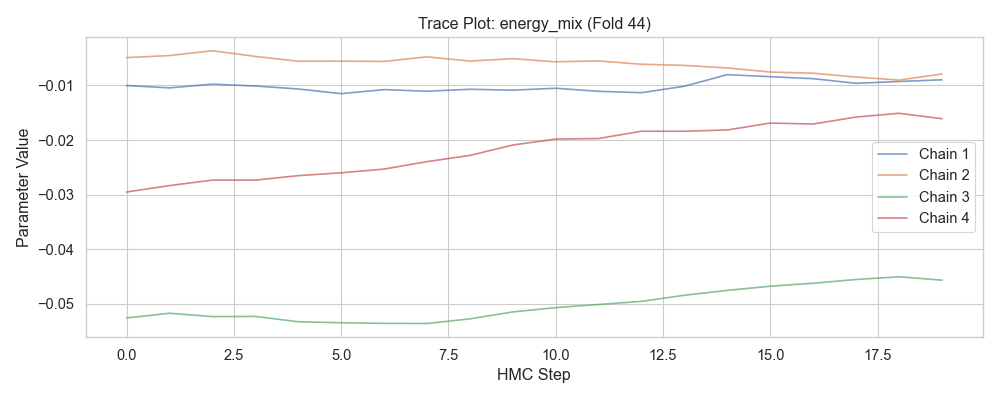 Trace Plot: energy_mix (Fold 44)
Parameter Value
−0.01
−0.02
−0.03
−0.04
−0.05
Chain 1
Chain 2
Chain 3
Chain 4
0.0 2.5 5.0 7.5 10.0 12.5 15.0 17.5
HMC Step